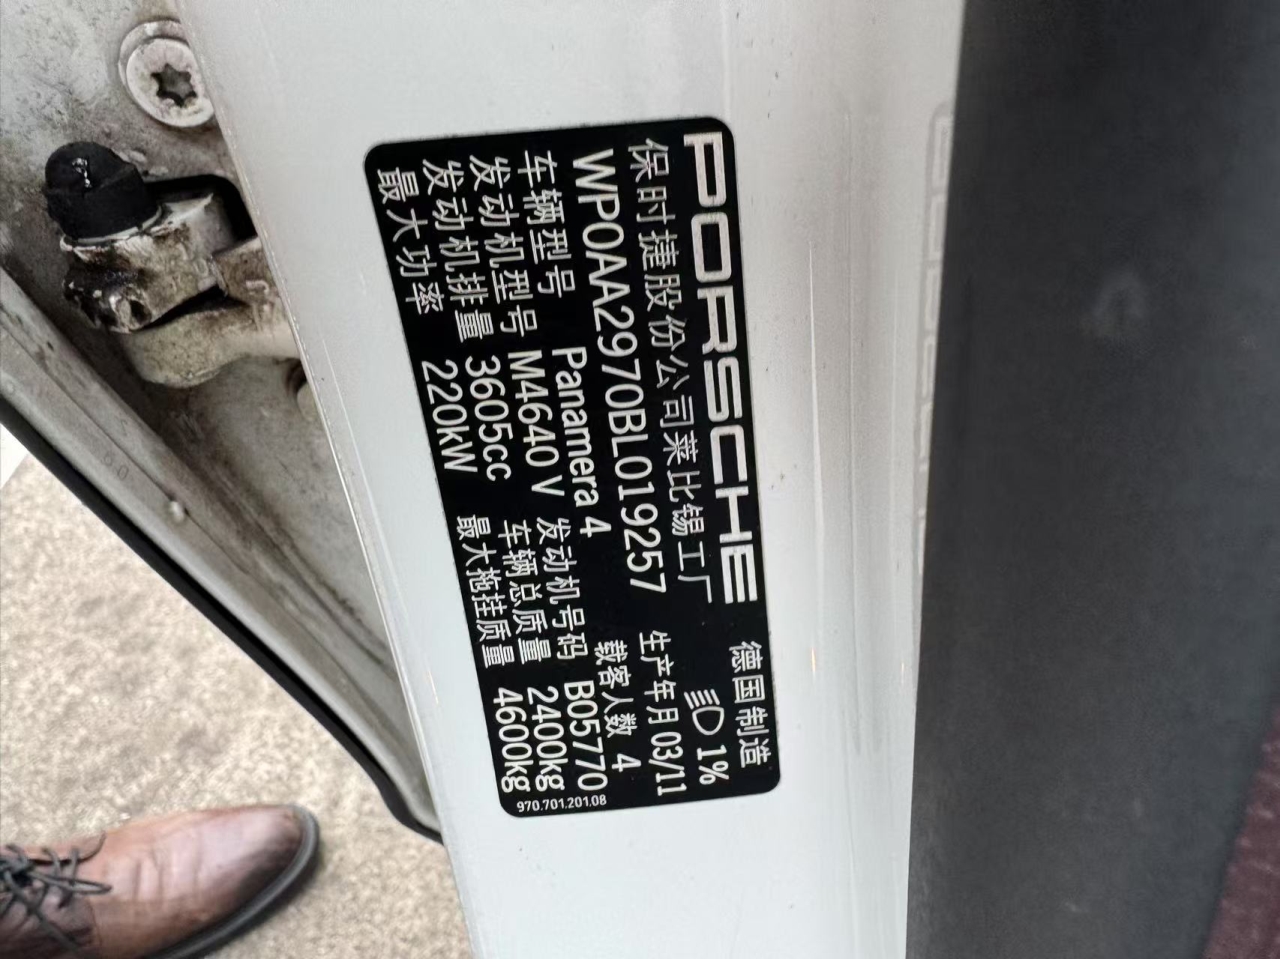 PORSCHE 德国制造
保时捷股份公司莱比锡工厂 1%
WP0AA2970BL019257 生产年月 03/11
车辆型号 Panamera 4 载客人数 4
发动机型号 M4640 V 发动机号码 B05770
发动机排量 3605cc 车辆总质量 2400kg
最大功率 220kW 最大拖挂质量 4600kg
970.701.201.08